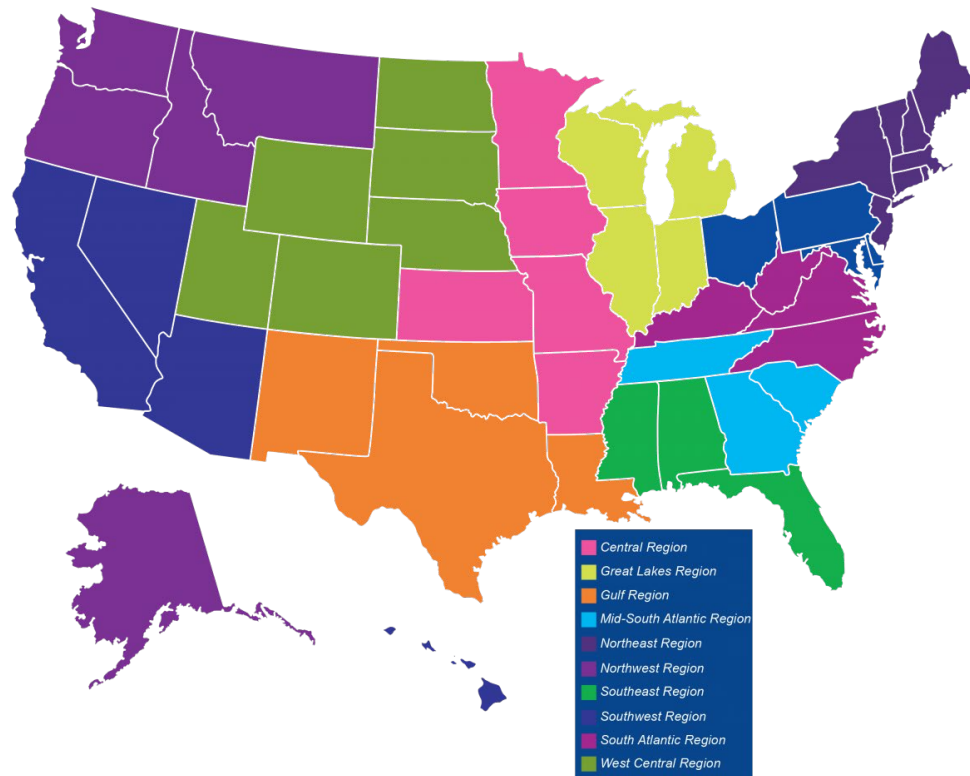 Central Region
Great Lakes Region
Gulf Region
Mid-South Atlantic Region
Northeast Region
Northwest Region
Southeast Region
Southwest Region
South Atlantic Region
West Central Region